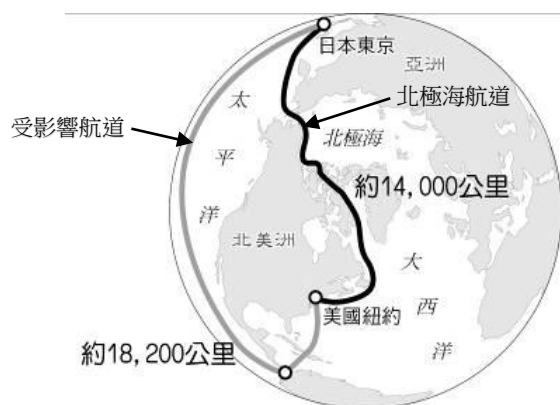 日本東京
亞洲
北極海航道
受影響航道
太平洋
北極海
約14,000公里
北美洲
大西洋
美國紐約
約18,200公里